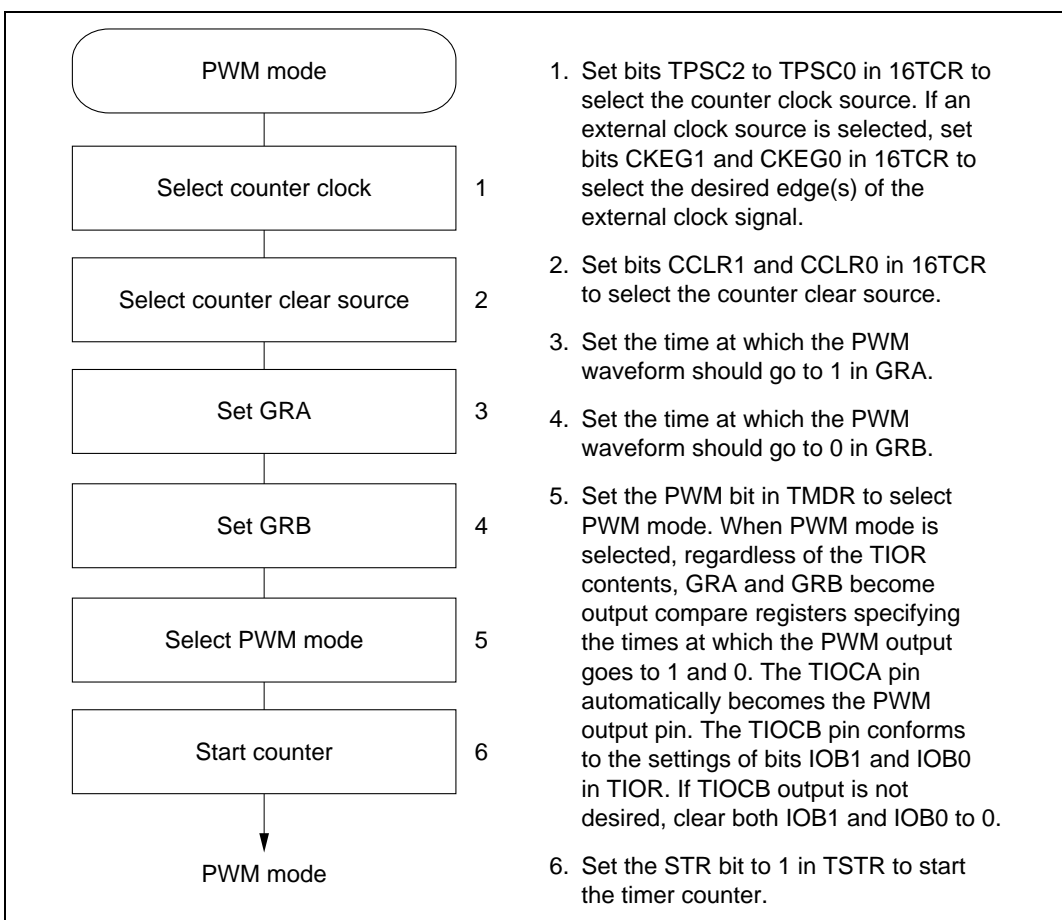 PWM mode
Select counter clock 1
Select counter clear source 2
Set GRA 3
Set GRB 4
Select PWM mode 5
Start counter 6
PWM mode
1. Set bits TPSC2 to TPSC0 in 16TCR to
select the counter clock source. If an
external clock source is selected, set
bits CKEG1 and CKEG0 in 16TCR to
select the desired edge(s) of the
external clock signal.
2. Set bits CCLR1 and CCLR0 in 16TCR
to select the counter clear source.
3. Set the time at which the PWM
waveform should go to 1 in GRA.
4. Set the time at which the PWM
waveform should go to 0 in GRB.
5. Set the PWM bit in TMDR to select
PWM mode. When PWM mode is
selected, regardless of the TIOR
contents, GRA and GRB become
output compare registers specifying
the times at which the PWM output
goes to 1 and 0. The TIOCA pin
automatically becomes the PWM
output pin. The TIOCB pin conforms
to the settings of bits IOB1 and IOB0
in TIOR. If TIOCB output is not
desired, clear both IOB1 and IOB0 to 0.
6. Set the STR bit to 1 in TSTR to start
the timer counter.